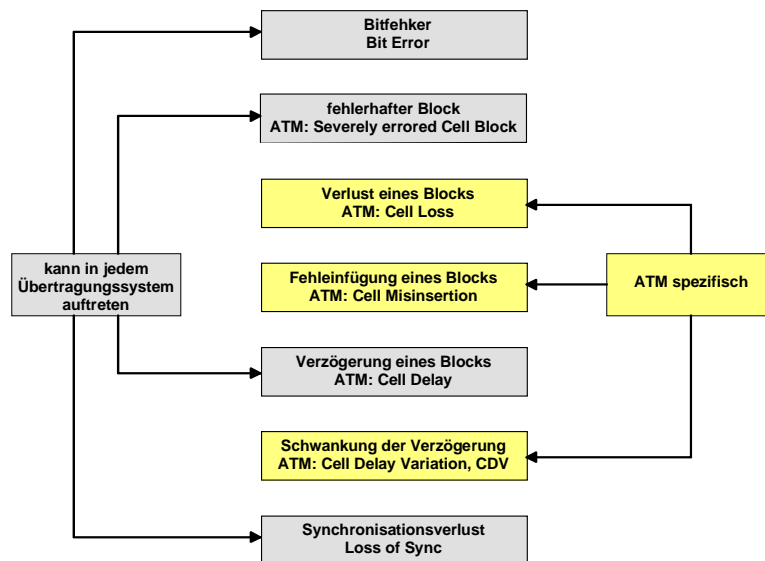 Bitfehker
Bit Error
fehlerhafter Block
ATM: Severely errored Cell Block
Verlust eines Blocks
ATM: Cell Loss
kann in jedem
Übertragungssystem
auftreten
Fehleinfügung eines Blocks
ATM: Cell Misinsertion
ATM spezifisch
Verzögerung eines Blocks
ATM: Cell Delay
Schwankung der Verzögerung
ATM: Cell Delay Variation, CDV
Synchronisationsverlust
Loss of Sync